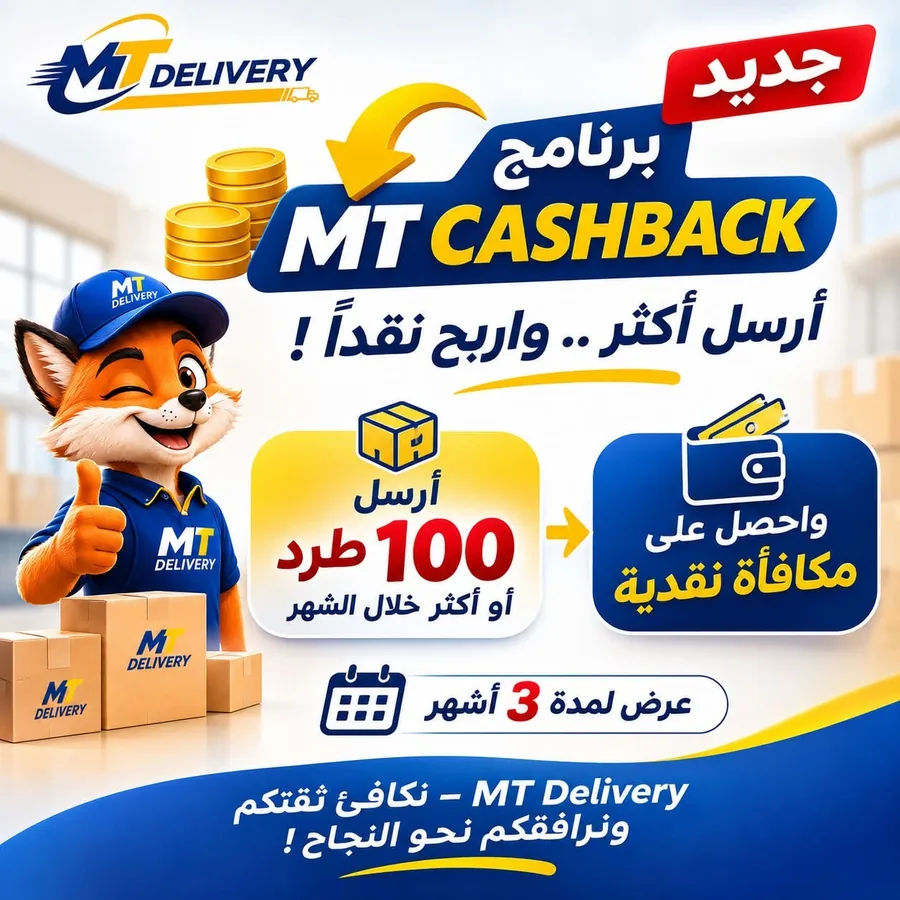 MT DELIVERY
جديد
برنامج
MT CASHBACK
أرسل أكثر .. واربح نقداً !
MT
DELIVERY
MT
DELIVERY
أرسل
100 طرد
أو أكثر خلال الشهر
واحصل على
مكافأة نقدية
MT
DELIVERY
MT
DELIVERY
عرض لمدة 3 أشهر
MT Delivery – نكافئ ثقتكم
ونرافقكم نحو النجاح !